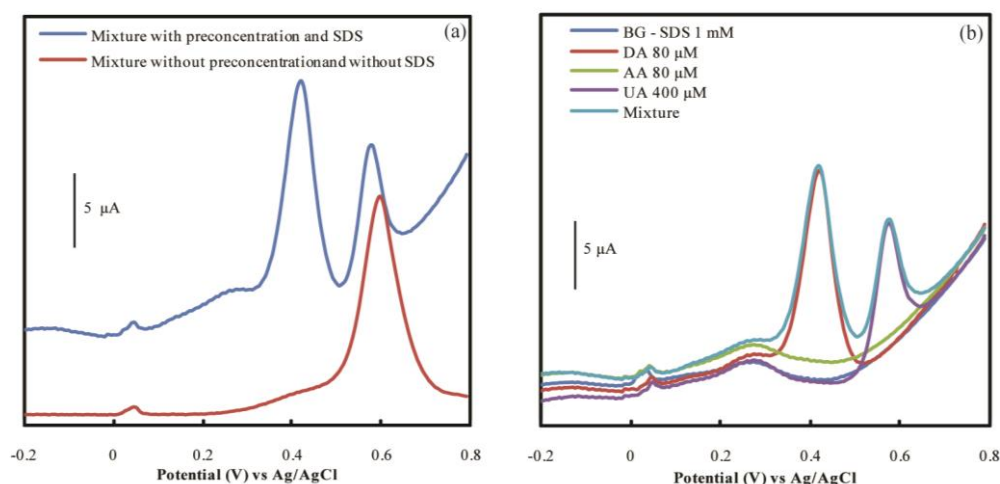 (a)
Mixture with preconcentration and SDS
Mixture without preconcentrationand without SDS
5 µA
-0.2 0 0.2 0.4 0.6 0.8
Potential (V) vs Ag/AgCl
(b)
BG - SDS 1 mM
DA 80 µM
AA 80 µM
UA 400 µM
Mixture
5 µA
-0.2 0 0.2 0.4 0.6 0.8
Potential (V) vs Ag/AgCl